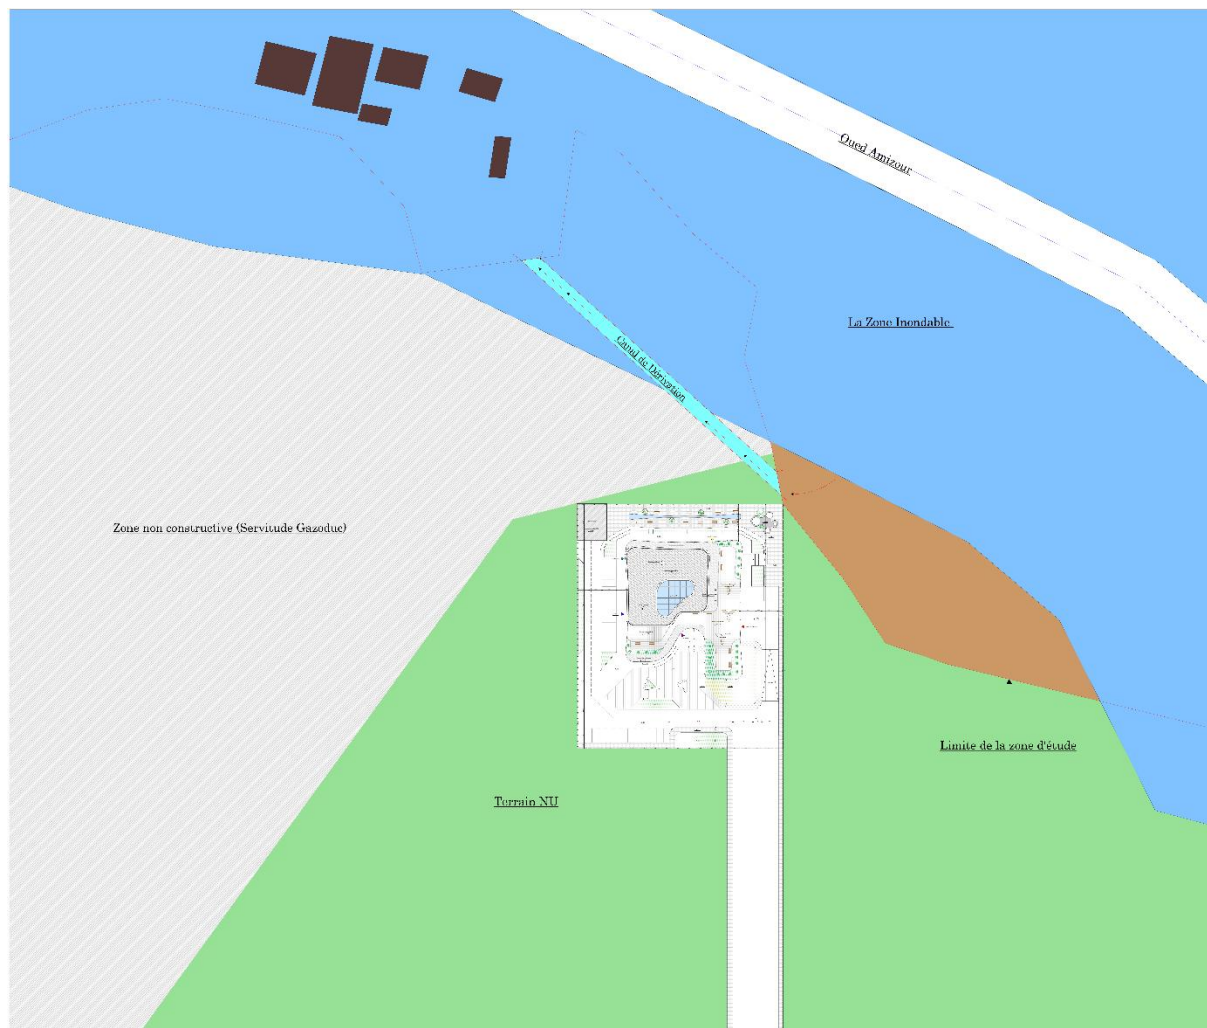 Oued Amizour
La Zone Inondable
Canal de Dérivation
Zone non constructive (Servitude Gazoduc)
Limite de la zone d'étude
Terrain NU